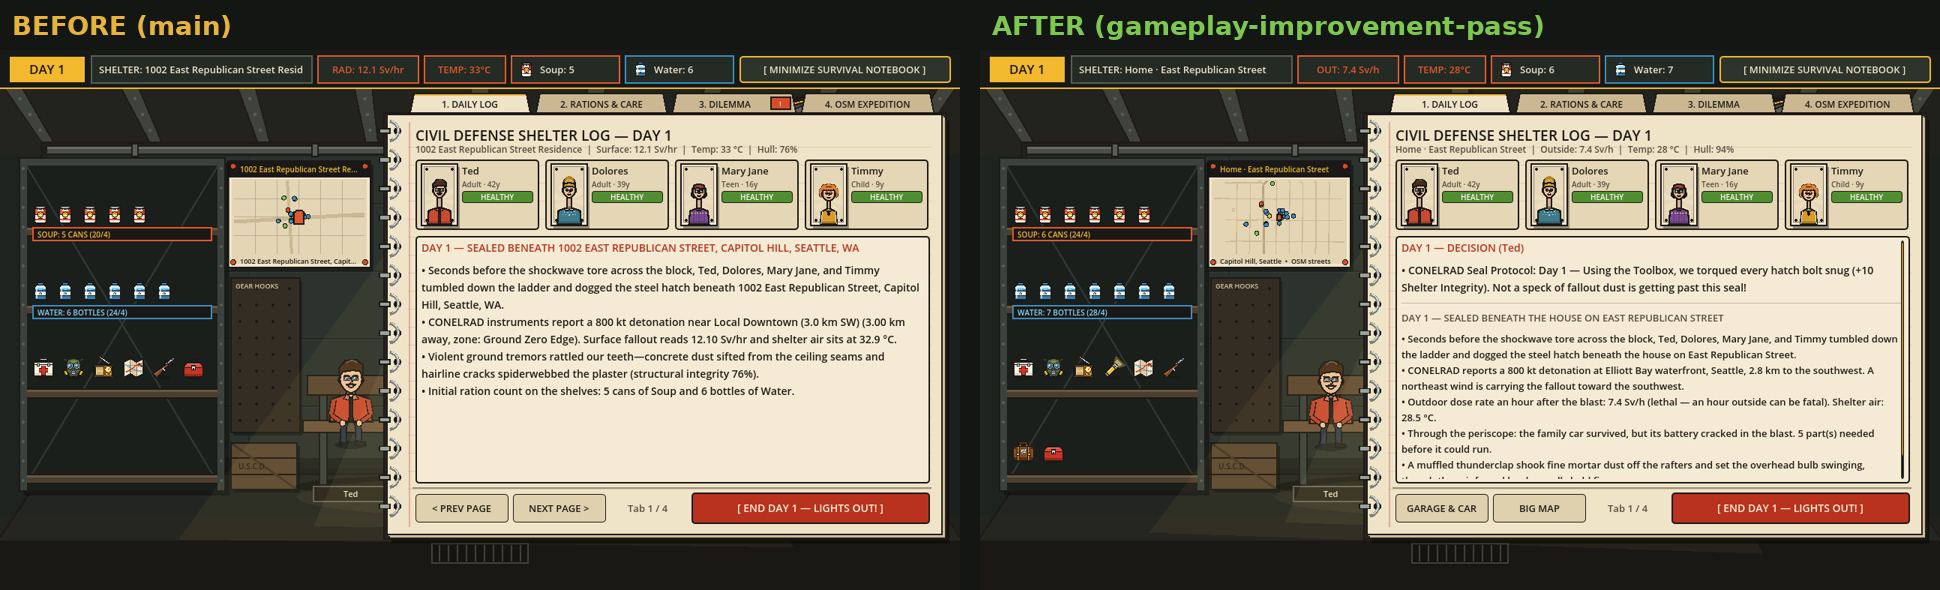 BEFORE (main)
DAY 1
SHELTER: 1002 East Republican Street Resid
RAD: 12.1 Sv/hr
TEMP: 33°C
Soup: 5
Water: 6
[ MINIMIZE SURVIVAL NOTEBOOK ]
1. DAILY LOG
2. RATIONS & CARE
3. DILEMMA
!
4. OSM EXPEDITION
CIVIL DEFENSE SHELTER LOG — DAY 1
1002 East Republican Street Residence | Surface: 12.1 Sv/hr | Temp: 33 °C | Hull: 76%
1002 East Republican Street Re...
1002 East Republican Street, Capit...
Ted
Adult · 42y
HEALTHY
Dolores
Adult · 39y
HEALTHY
Mary Jane
Teen · 16y
HEALTHY
Timmy
Child · 9y
HEALTHY
SOUP: 5 CANS (20/4)
WATER: 6 BOTTLES (24/4)
GEAR HOOKS
U.S.C.D.
Ted
DAY 1 — SEALED BENEATH 1002 EAST REPUBLICAN STREET, CAPITOL HILL, SEATTLE, WA
• Seconds before the shockwave tore across the block, Ted, Dolores, Mary Jane, and Timmy
tumbled down the ladder and dogged the steel hatch beneath 1002 East Republican Street, Capitol
Hill, Seattle, WA.
• CONELRAD instruments report a 800 kt detonation near Local Downtown (3.0 km SW) (3.00 km
away, zone: Ground Zero Edge). Surface fallout reads 12.10 Sv/hr and shelter air sits at 32.9 °C.
• Violent ground tremors rattled our teeth—concrete dust sifted from the ceiling seams and
hairline cracks spiderwebbed the plaster (structural integrity 76%).
• Initial ration count on the shelves: 5 cans of Soup and 6 bottles of Water.
< PREV PAGE
NEXT PAGE >
Tab 1 / 4
[ END DAY 1 — LIGHTS OUT! ]
AFTER (gameplay-improvement-pass)
DAY 1
SHELTER: Home · East Republican Street
OUT: 7.4 Sv/h
TEMP: 28°C
Soup: 6
Water: 7
[ MINIMIZE SURVIVAL NOTEBOOK ]
1. DAILY LOG
2. RATIONS & CARE
3. DILEMMA
4. OSM EXPEDITION
CIVIL DEFENSE SHELTER LOG — DAY 1
Home · East Republican Street | Outside: 7.4 Sv/h | Temp: 28 °C | Hull: 94%
Home · East Republican Street
Capitol Hill, Seattle • OSM streets
Ted
Adult · 42y
HEALTHY
Dolores
Adult · 39y
HEALTHY
Mary Jane
Teen · 16y
HEALTHY
Timmy
Child · 9y
HEALTHY
SOUP: 6 CANS (24/4)
WATER: 7 BOTTLES (28/4)
GEAR HOOKS
U.S.C.D.
Ted
DAY 1 — DECISION (Ted)
• CONELRAD Seal Protocol: Day 1 — Using the Toolbox, we torqued every hatch bolt snug (+10
Shelter Integrity). Not a speck of fallout dust is getting past this seal!
DAY 1 — SEALED BENEATH THE HOUSE ON EAST REPUBLICAN STREET
• Seconds before the shockwave tore across the block, Ted, Dolores, Mary Jane, and Timmy tumbled down
the ladder and dogged the steel hatch beneath the house on East Republican Street.
• CONELRAD reports a 800 kt detonation at Elliott Bay waterfront, Seattle, 2.8 km to the southwest. A
northeast wind is carrying the fallout toward the southwest.
• Outdoor dose rate an hour after the blast: 7.4 Sv/h (lethal — an hour outside can be fatal). Shelter air:
28.5 °C.
• Through the periscope: the family car survived, but its battery cracked in the blast. 5 part(s) needed
before it could run.
• A muffled thunderclap shook fine mortar dust off the rafters and set the overhead bulb swinging,
GARAGE & CAR
BIG MAP
Tab 1 / 4
[ END DAY 1 — LIGHTS OUT! ]